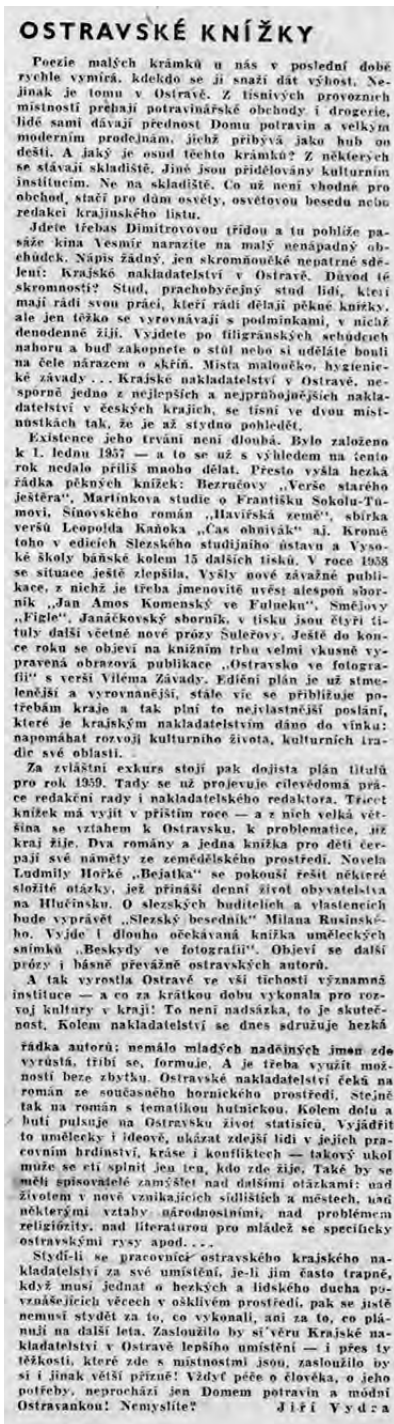 OSTRAVSKÉ KNÍŽKY
Poezie malých krámků u nás v poslední době
rychle vymírá, kdekdo se jí snaží dát výhost. Ne-
jinak je tomu v Ostravě. Z tísnivých provozních
místností prchají potravinářské obchody i drogerie,
lidé sami dávají přednost Domu potravin a velkým
moderním prodejnám, jichž přibývá jako hub po
dešti. A jaký je osud těchto krámků? Z některých
se stávají skladiště. Jiné jsou přidělovány kulturním
institucím. Ne na skladiště. Co už není vhodné pro
obchod, stačí pro dům osvěty, osvětovou besedu nebo
redakci krajinského listu.
Jdete třebas Dimitrovovou třídou a tu poblíže pa-
sáže kina Vesmír narazíte na malý nenápadný ob-
chůdek. Nápis žádný, jen skromňoučké nepatrné sdě-
lení: Krajské nakladatelství v Ostravě. Důvod té
skromnosti? Stud, prachobyčejný stud lidí, kteří
mají rádi svou práci, kteří rádi dělají pěkné knížky,
ale jen těžko se vyrovnávají s podmínkami, v nichž
dennodenně žijí. Vyjdete po filigránských schůdcích
nahoru a buď zakopnete o stůl nebo si uděláte bouli
na čele nárazem o skříň. Místa maloučko, hygienic-
ké závady ... Krajské nakladatelství v Ostravě, ne-
sporně jedno z nejlepších a nejprůbojnějších nakla-
datelství v českých krajích, se tísní ve dvou míst-
nůstkách tak, že je až stydno pohledět.
Existence jeho trvání není dlouhá. Bylo založeno
k 1. lednu 1957 — a to se už s výhledem na tento
rok nedalo příliš mnoho dělat. Přesto vyšla hezká
řádka pěkných knížek: Bezručovy „Verše starého
ještěra“, Martínkova studie o Františku Sokolu-Tů-
movi, Sínovského román „Havířská země“, sbírka
veršů Leopolda Kaňoka „Čas ohnivák“ aj. Kromě
toho v edicích Slezského studijního ústavu a Vyso-
ké školy báňské kolem 15 dalších tisků. V roce 1958
se situace ještě zlepšila. Vyšly nové závažné publi-
kace, z nichž je třeba jmenovitě uvést alespoň sbor-
ník „Jan Amos Komenský ve Fulneku“, Smějovy
„Figle“, Janáčkovský sborník, v tisku jsou čtyři ti-
tuly další včetně nové prózy Suleřovy. Ještě do kon-
ce roku se objeví na knižním trhu velmi vkusně vy-
pravená obrazová publikace „Ostravsko ve fotogra-
fii“ s verši Viléma Závady. Ediční plán je už stme-
lenější a vyrovnanější, stále víc se přibližuje po-
třebám kraje a tak plní to nejvlastnější poslání,
které je krajským nakladatelstvím dáno do vínku:
napomáhat rozvoji kulturního života, kulturních tra-
dic své oblasti.
Za zvláštní exkurs stojí pak dojista plán titulů
pro rok 1959. Tady se už projevuje cílevědomá prá-
ce redakční rady i nakladatelského redaktora. Třicet
knížek má vyjít v příštím roce — a z nich velká vět-
šina se vztahem k Ostravsku, k problematice, již
kraj žije. Dva romány a jedna knížka pro děti čer-
pají své náměty ze zemědělského prostředí. Novela
Ludmily Hořké „Bejatka“ se pokouší řešit některé
složité otázky, jež přináší denní život obyvatelstva
na Hlučínsku. O slezských buditelích a vlastencích
bude vyprávět „Slezský besedník“ Milana Rusinské-
ho. Vyjde i dlouho očekávaná knížka uměleckých
snímků „Beskydy ve fotografii“. Objeví se další
prózy i básně převážně ostravských autorů.
A tak vyrostla Ostravě ve vší tichosti významná
instituce — a co za krátkou dobu vykonala pro roz-
voj kultury v kraji! To není nadsázka, to je skuteč-
nost. Kolem nakladatelství se dnes sdružuje hezká
řádka autorů; nemálo mladých nadějných jmen zde
vyrůstá, tříbí se, formuje. A je třeba využít mož-
ností beze zbytku. Ostravské nakladatelství čeká na
román ze současného hornického prostředí. Stejně
tak na román s tematikou hutnickou. Kolem dolů a
hutí pulsuje na Ostravsku život statisíců. Vyjádřit
to umělecky i ideově, ukázat zdejší lidi v jejich pra-
covním hrdinství, kráse i konfliktech — takový úkol
může se ctí splnit jen ten, kdo zde žije. Také by se
měli spisovatelé zamýšlet nad dalšími otázkami: nad
životem v nově vznikajících sídlištích a městech, nad
některými vztahy národnostními, nad problémem
religiózity, nad literaturou pro mládež se specificky
ostravskými rysy apod....
Stydí-li se pracovníci ostravského krajského na-
kladatelství za své umístění, je-li jim často trapně,
když musí jednat o hezkých a lidského ducha po-
vznášejících věcech v ošklivém prostředí, pak se jistě
nemusí stydět za to, co vykonali, ani za to, co plá-
nují na další léta. Zasloužilo by si věru Krajské na-
kladatelství v Ostravě lepšího umístění — i přes ty
těžkosti, které zde s místnostmi jsou, zasloužilo by
si i jinak větší přízně! Vždyť péče o člověka, o jeho
potřeby, neprochází jen Domem potravin a módní
Ostravankou! Nemyslíte? Jiří Vydra